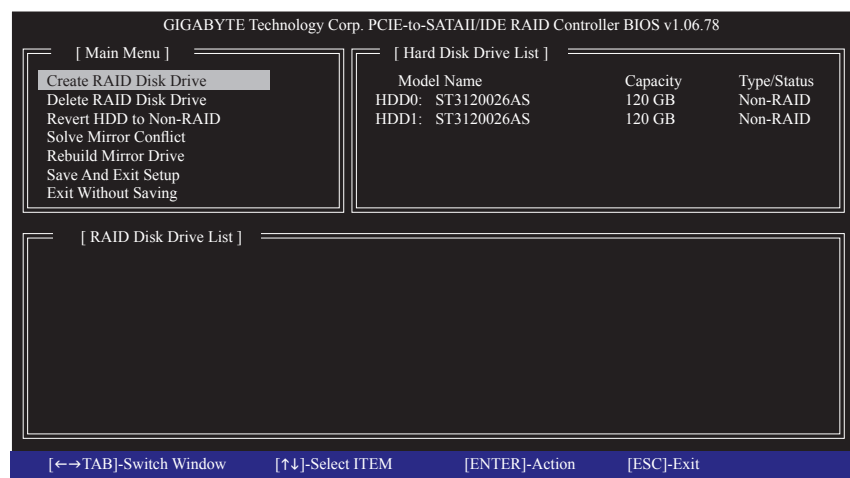 GIGABYTE Technology Corp. PCIE-to-SATAII/IDE RAID Controller BIOS v1.06.78
[ Main Menu ]
Create RAID Disk Drive
Delete RAID Disk Drive
Revert HDD to Non-RAID
Solve Mirror Conflict
Rebuild Mirror Drive
Save And Exit Setup
Exit Without Saving
[ Hard Disk Drive List ]
Model Name Capacity Type/Status
HDD0: ST3120026AS 120 GB Non-RAID
HDD1: ST3120026AS 120 GB Non-RAID
[ RAID Disk Drive List ]
[←→TAB]-Switch Window [↑↓]-Select ITEM [ENTER]-Action [ESC]-Exit